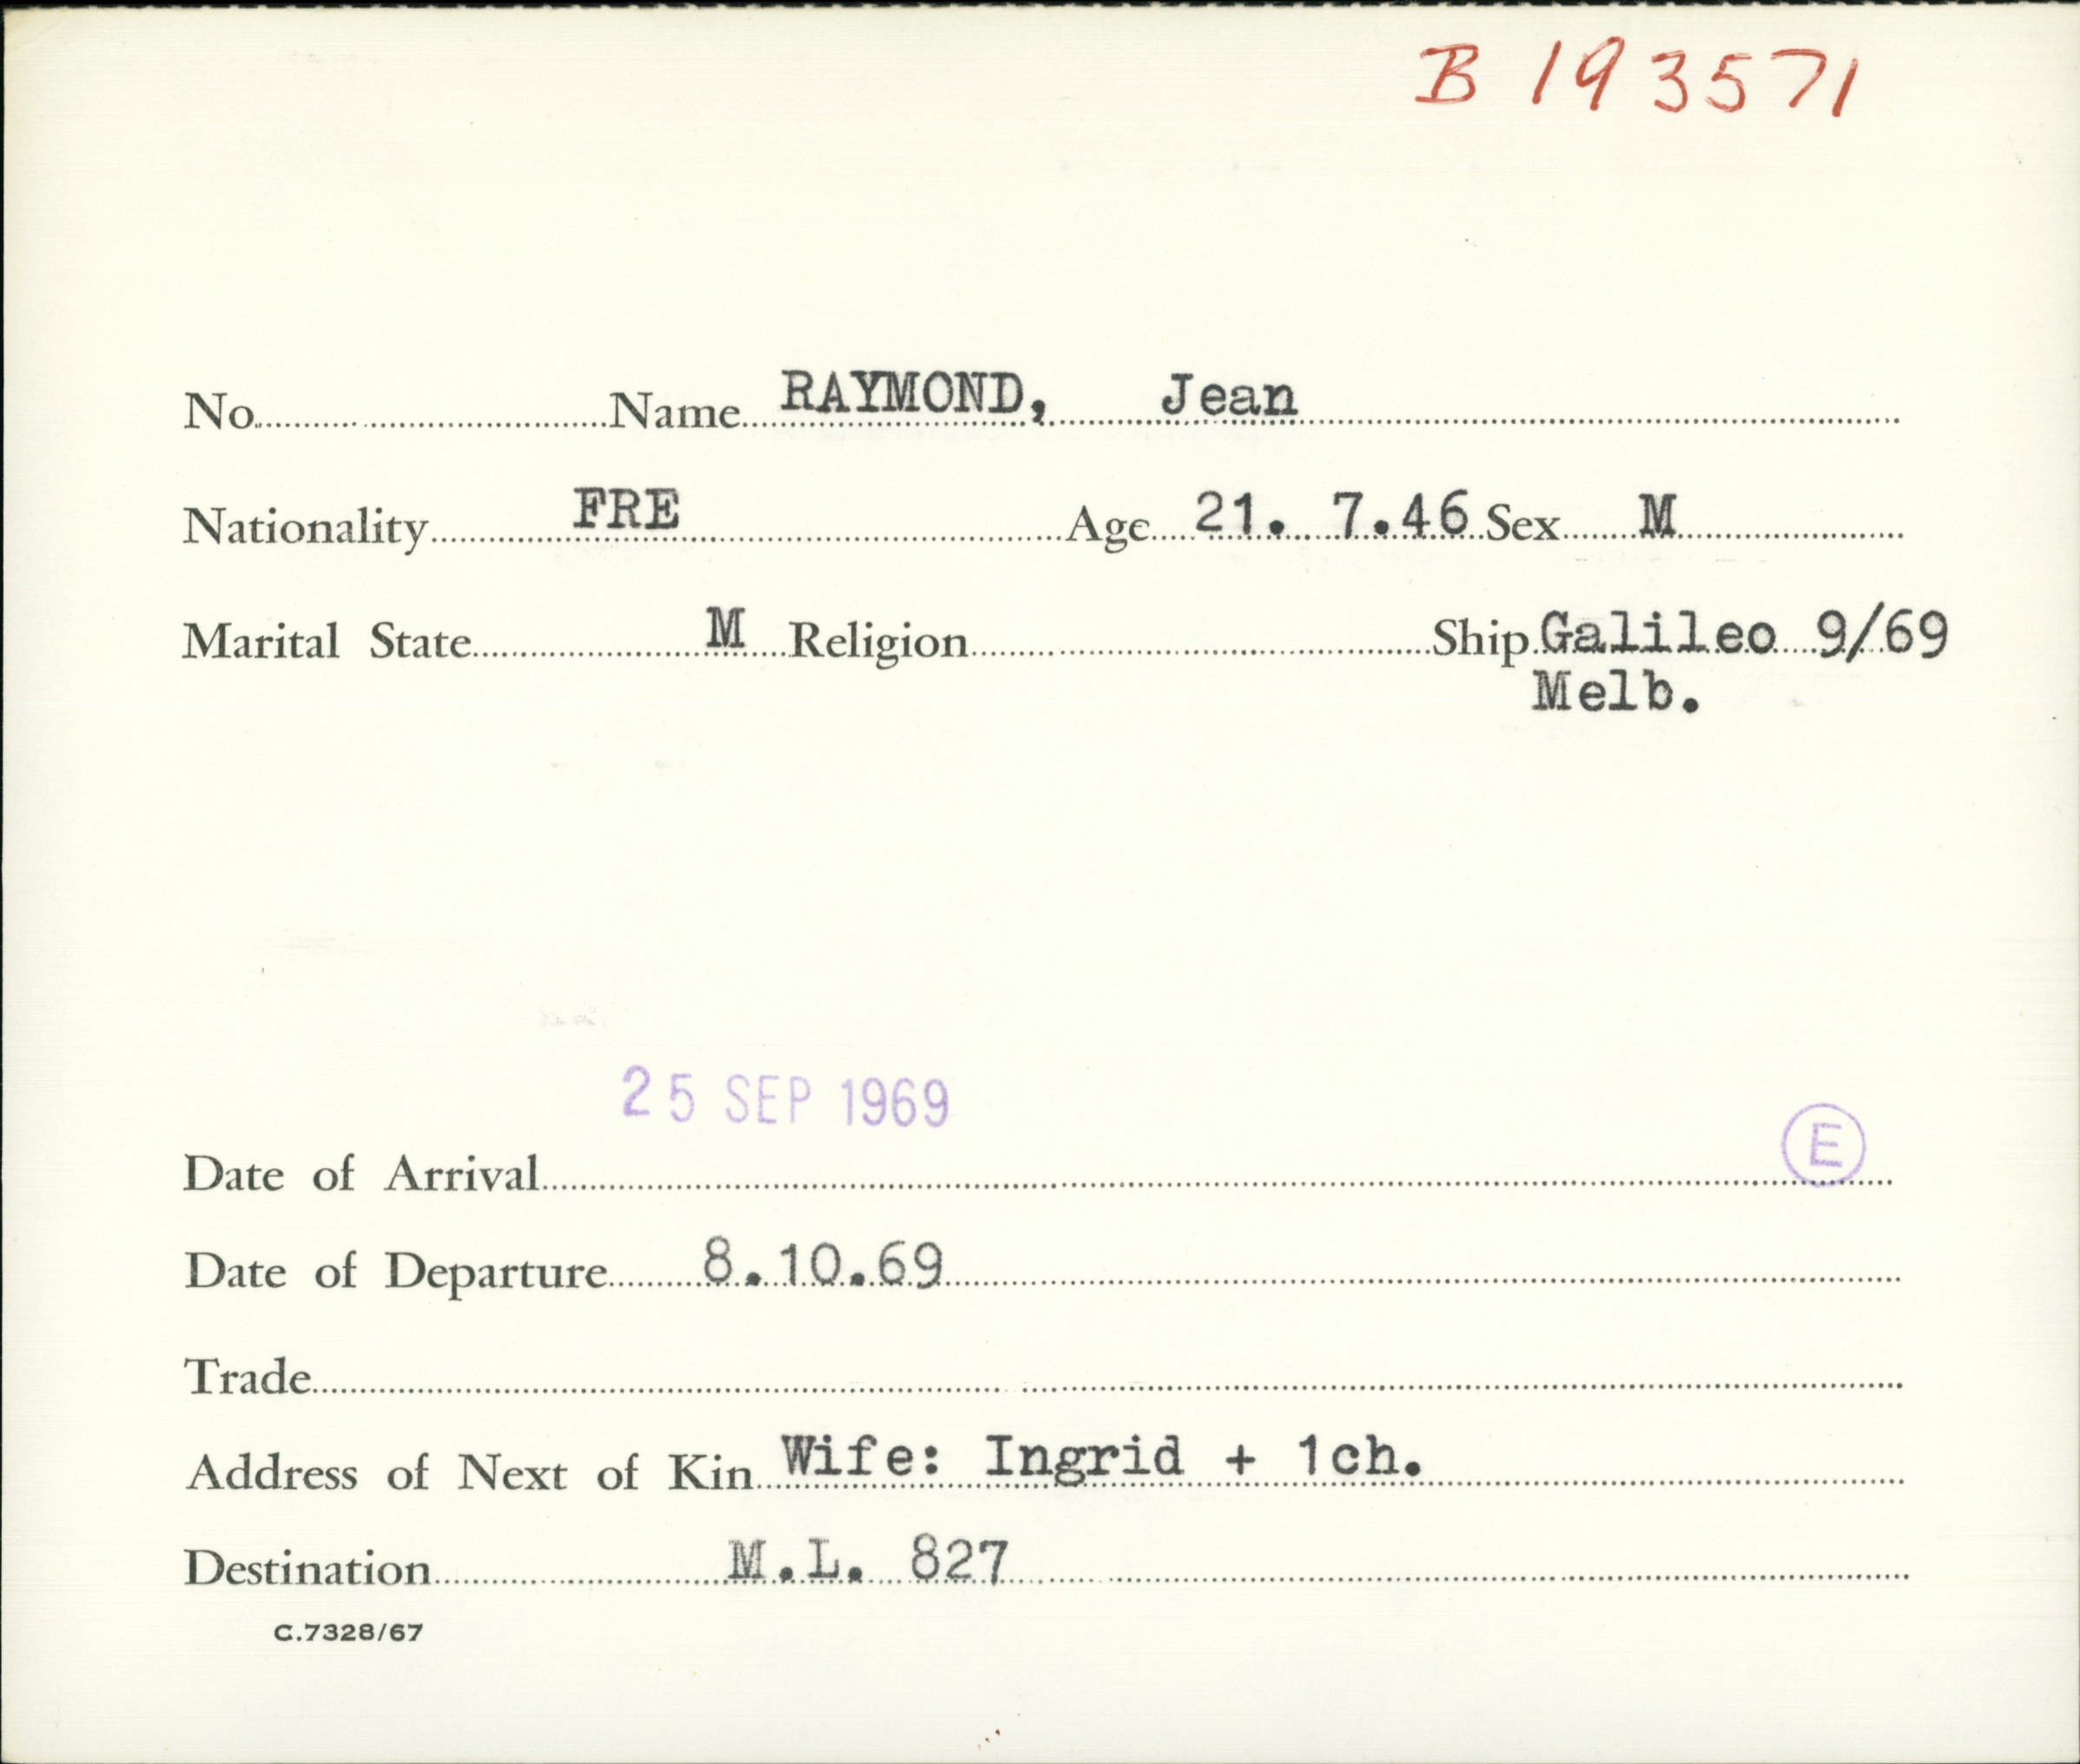 B 193571
No. Name RAYMOND, Jean
Nationality FRE Age 21. 7.46 Sex M
Marital State M Religion Ship Galileo 9/69
Melb.
25 SEP 1969
E
Date of Arrival
Date of Departure 8.10.69
Trade
Address of Next of Kin Wife: Ingrid + 1ch.
Destination M.L. 827
C.7328/67